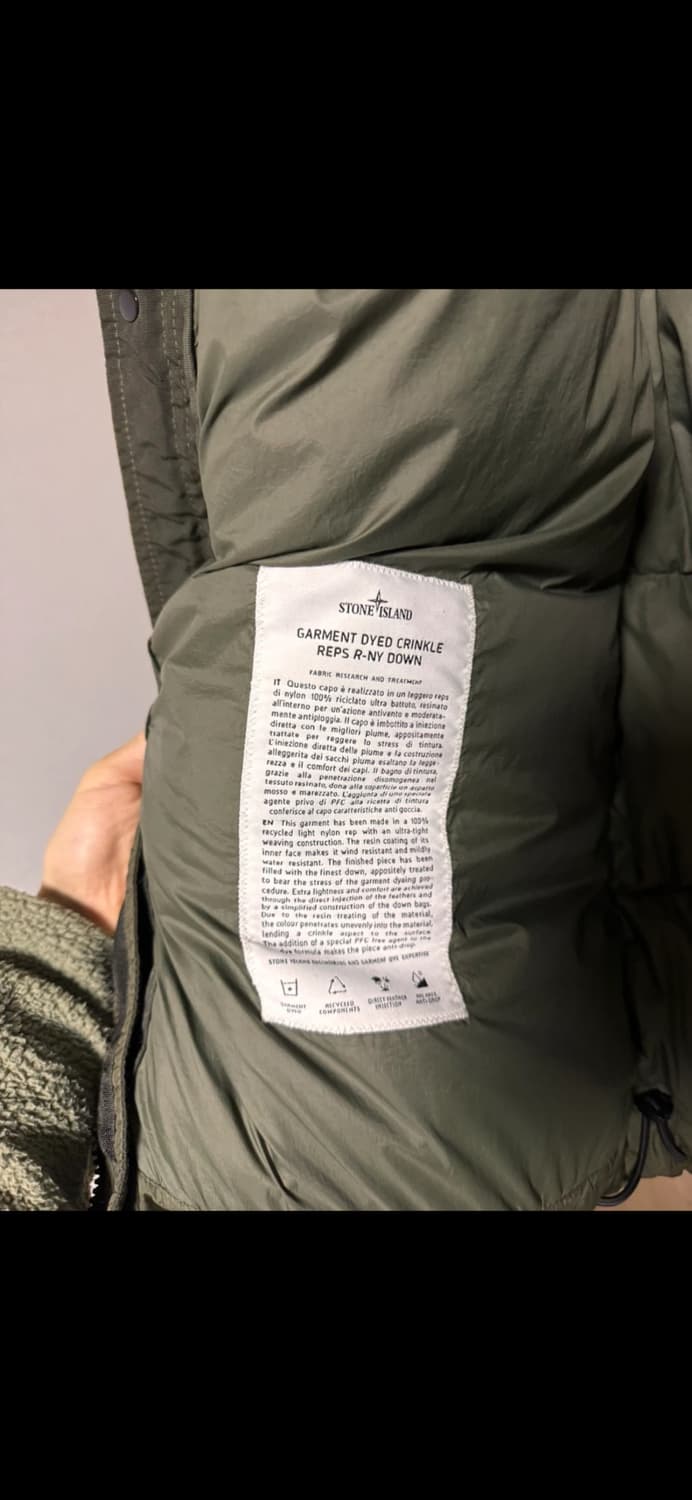 STONE ISLAND
GARMENT DYED CRINKLE
REPS R-NY DOWN
FABRIC RESEARCH AND TREATMENT
IT Questo capo è realizzato in un leggero reps
di nylon 100% riciclato ultra battuto, resinato
all'interno per un'azione antivento e moderata-
mente antipioggia. Il capo è imbottito a iniezione
diretta con le migliori piume, appositamente
trattate per reggere lo stress di tintura.
L'iniezione diretta delle piume e la costruzione
alleggerita dei sacchi piuma esaltano la legge-
rezza e il comfort dei capi. Il bagno di tintura,
grazie alla penetrazione disomogenea nel
tessuto resinato, dona alla superficie un aspetto
mosso e marezzato. L'aggiunta di uno speciale
agente privo di PFC alla ricetta di tintura
conferisce al capo caratteristiche anti goccia.
EN This garment has been made in a 100%
recycled light nylon rep with an ultra-tight
weaving construction. The resin coating of its
inner face makes it wind resistant and mildly
water resistant. The finished piece has been
filled with the finest down, appositely treated
to bear the stress of the garment dyeing pro-
cedure. Extra lightness and comfort are achieved
through the direct injection of the feathers and
by a simplified construction of the down bags.
Due to the resin treating of the material,
the colour penetrates unevenly into the material,
lending a crinkle aspect to the surface.
The addition of a special PFC free agent to the
dye formula makes the piece anti-drop.
STONE ISLAND ENGINEERING AND GARMENT DYE EXPERTISE
GARMENT
DYED
RECYCLED
COMPONENTS
DIRECT FEATHER
INJECTION
ANTI-DROP